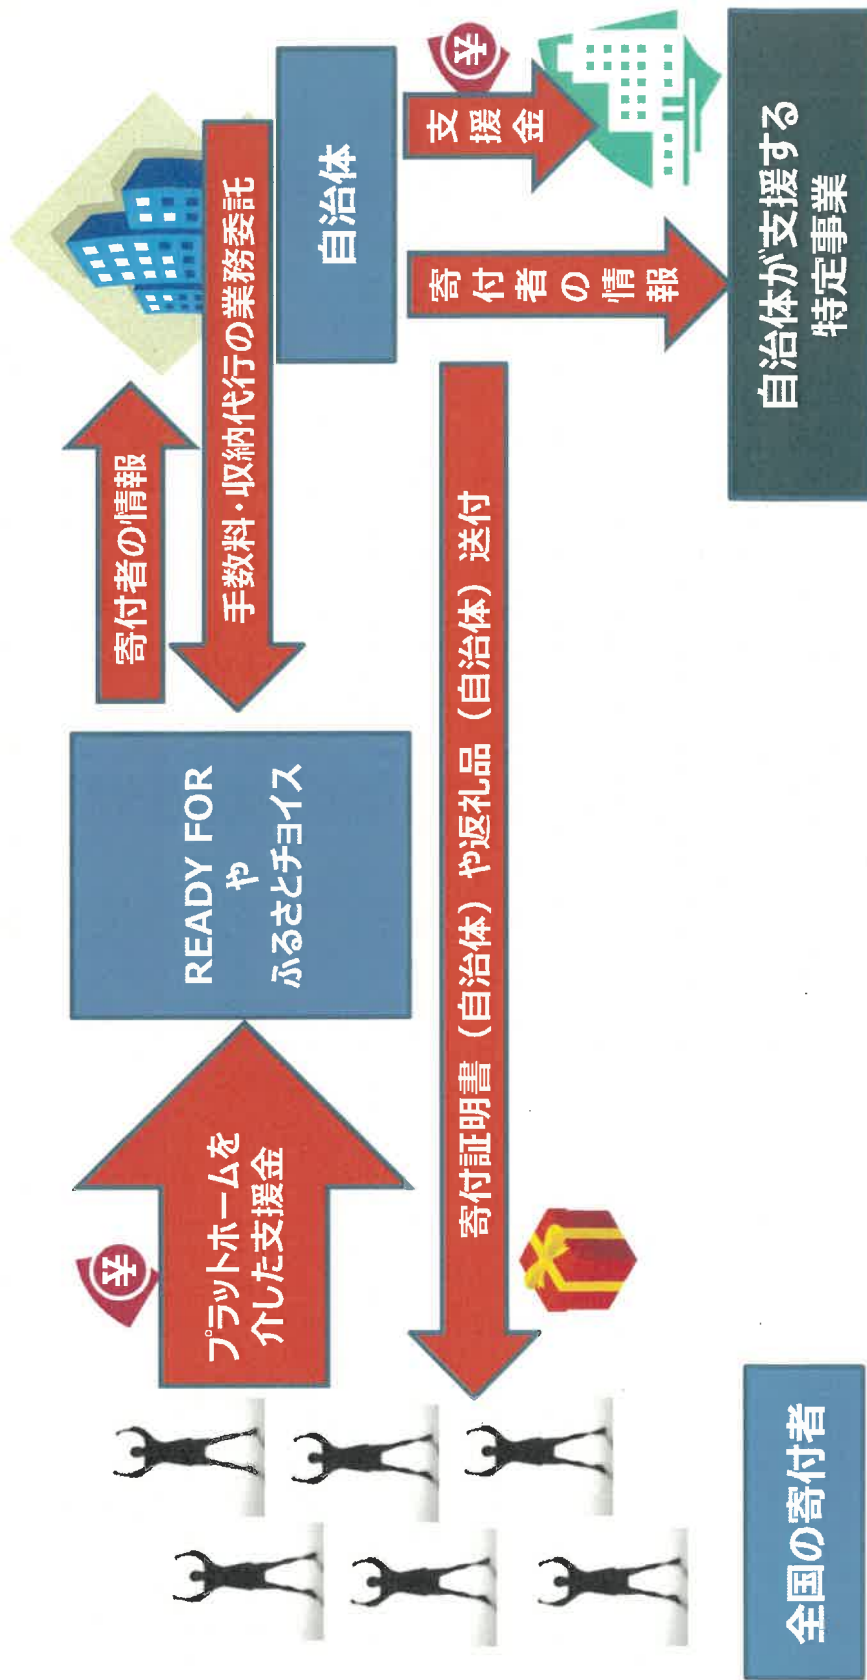 プラットホームを
介した支援金
READY FOR
や
ふるさとチョイス
寄付者の情報
手数料・収納代行の業務委託
自治体
支援金
寄付者の情報
寄付証明書（自治体）や返礼品（自治体）送付
全国の寄付者
自治体が支援する
特定事業
¥
¥